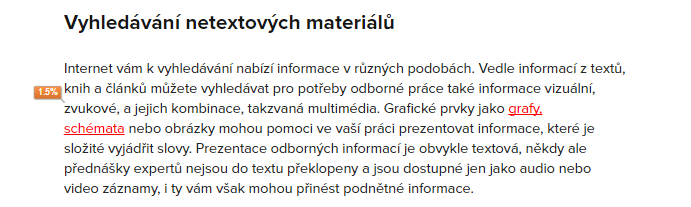 Vyhledávání netextových materiálů
Internet vám k vyhledávání nabízí informace v různých podobách. Vedle informací z textů,
1.5%
knih a článků můžete vyhledávat pro potřeby odborné práce také informace vizuální,
zvukové, a jejich kombinace, takzvaná multimédia. Grafické prvky jako grafy,
schémata nebo obrázky mohou pomoci ve vaší práci prezentovat informace, které je
složité vyjádřit slovy. Prezentace odborných informací je obvykle textová, někdy ale
přednášky expertů nejsou do textu překlopeny a jsou dostupné jen jako audio nebo
video záznamy, i ty vám však mohou přinést podnětné informace.